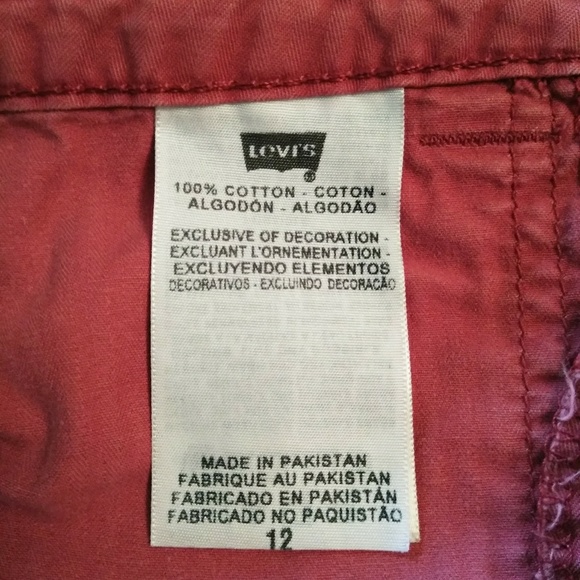 Levi's
®
100% COTTON - COTON -
ALGODÓN - ALGODÃO
EXCLUSIVE OF DECORATION -
EXCLUANT L'ORNEMENTATION -
EXCLUYENDO ELEMENTOS
DECORATIVOS - EXCLUINDO DECORAÇÃO
MADE IN PAKISTAN
FABRIQUE AU PAKISTAN
FABRICADO EN PAKISTÁN
FABRICADO NO PAQUISTÃO
12